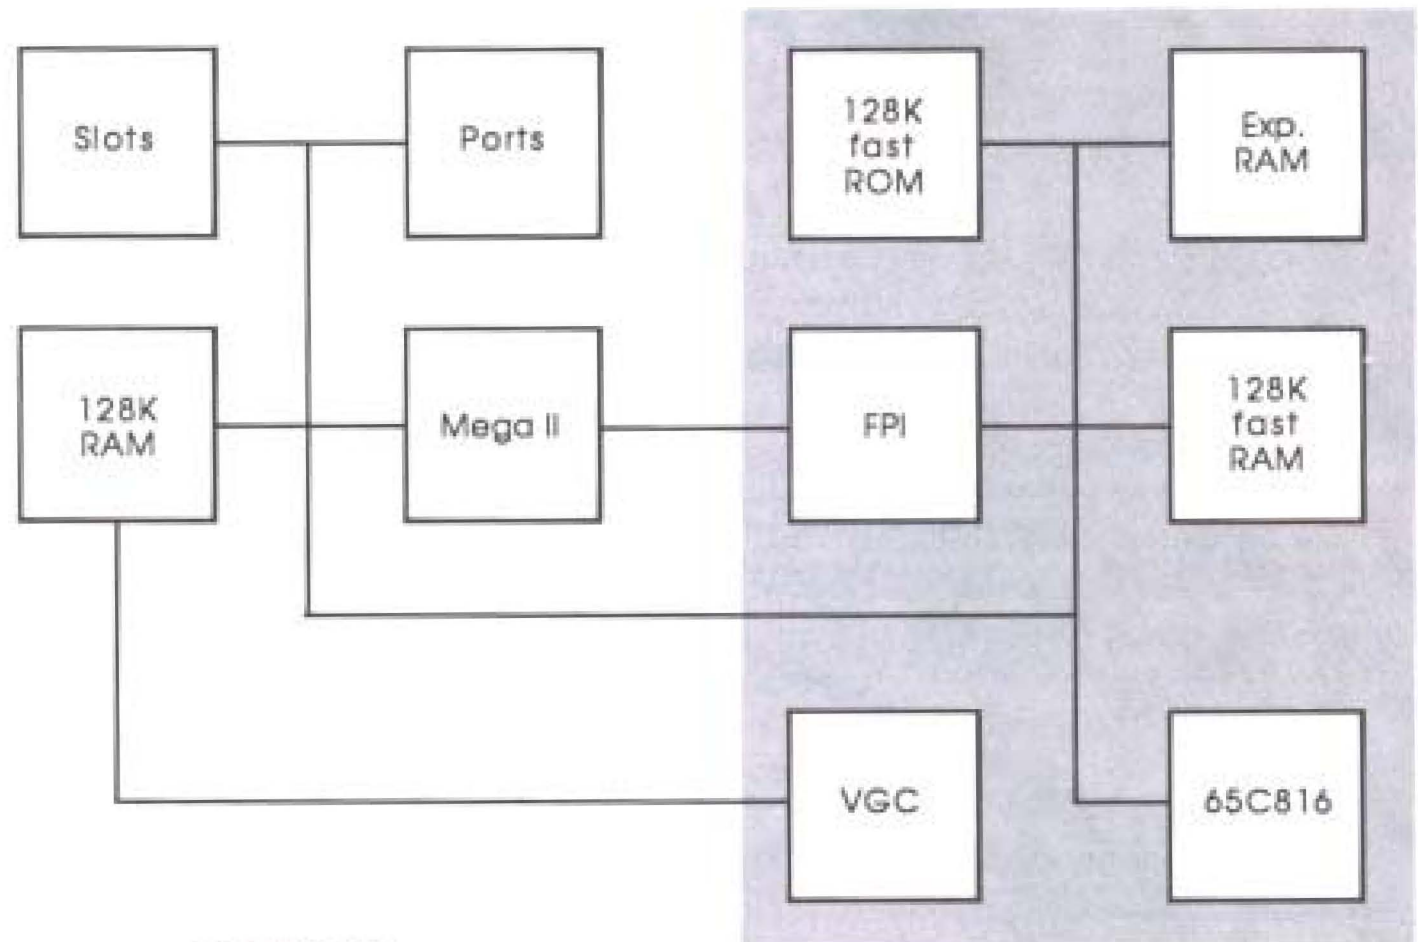 Slots
Ports
128K
fast
ROM
Exp.
RAM
128K
RAM
Mega II
FPI
128K
fast
RAM
VGC
65C816